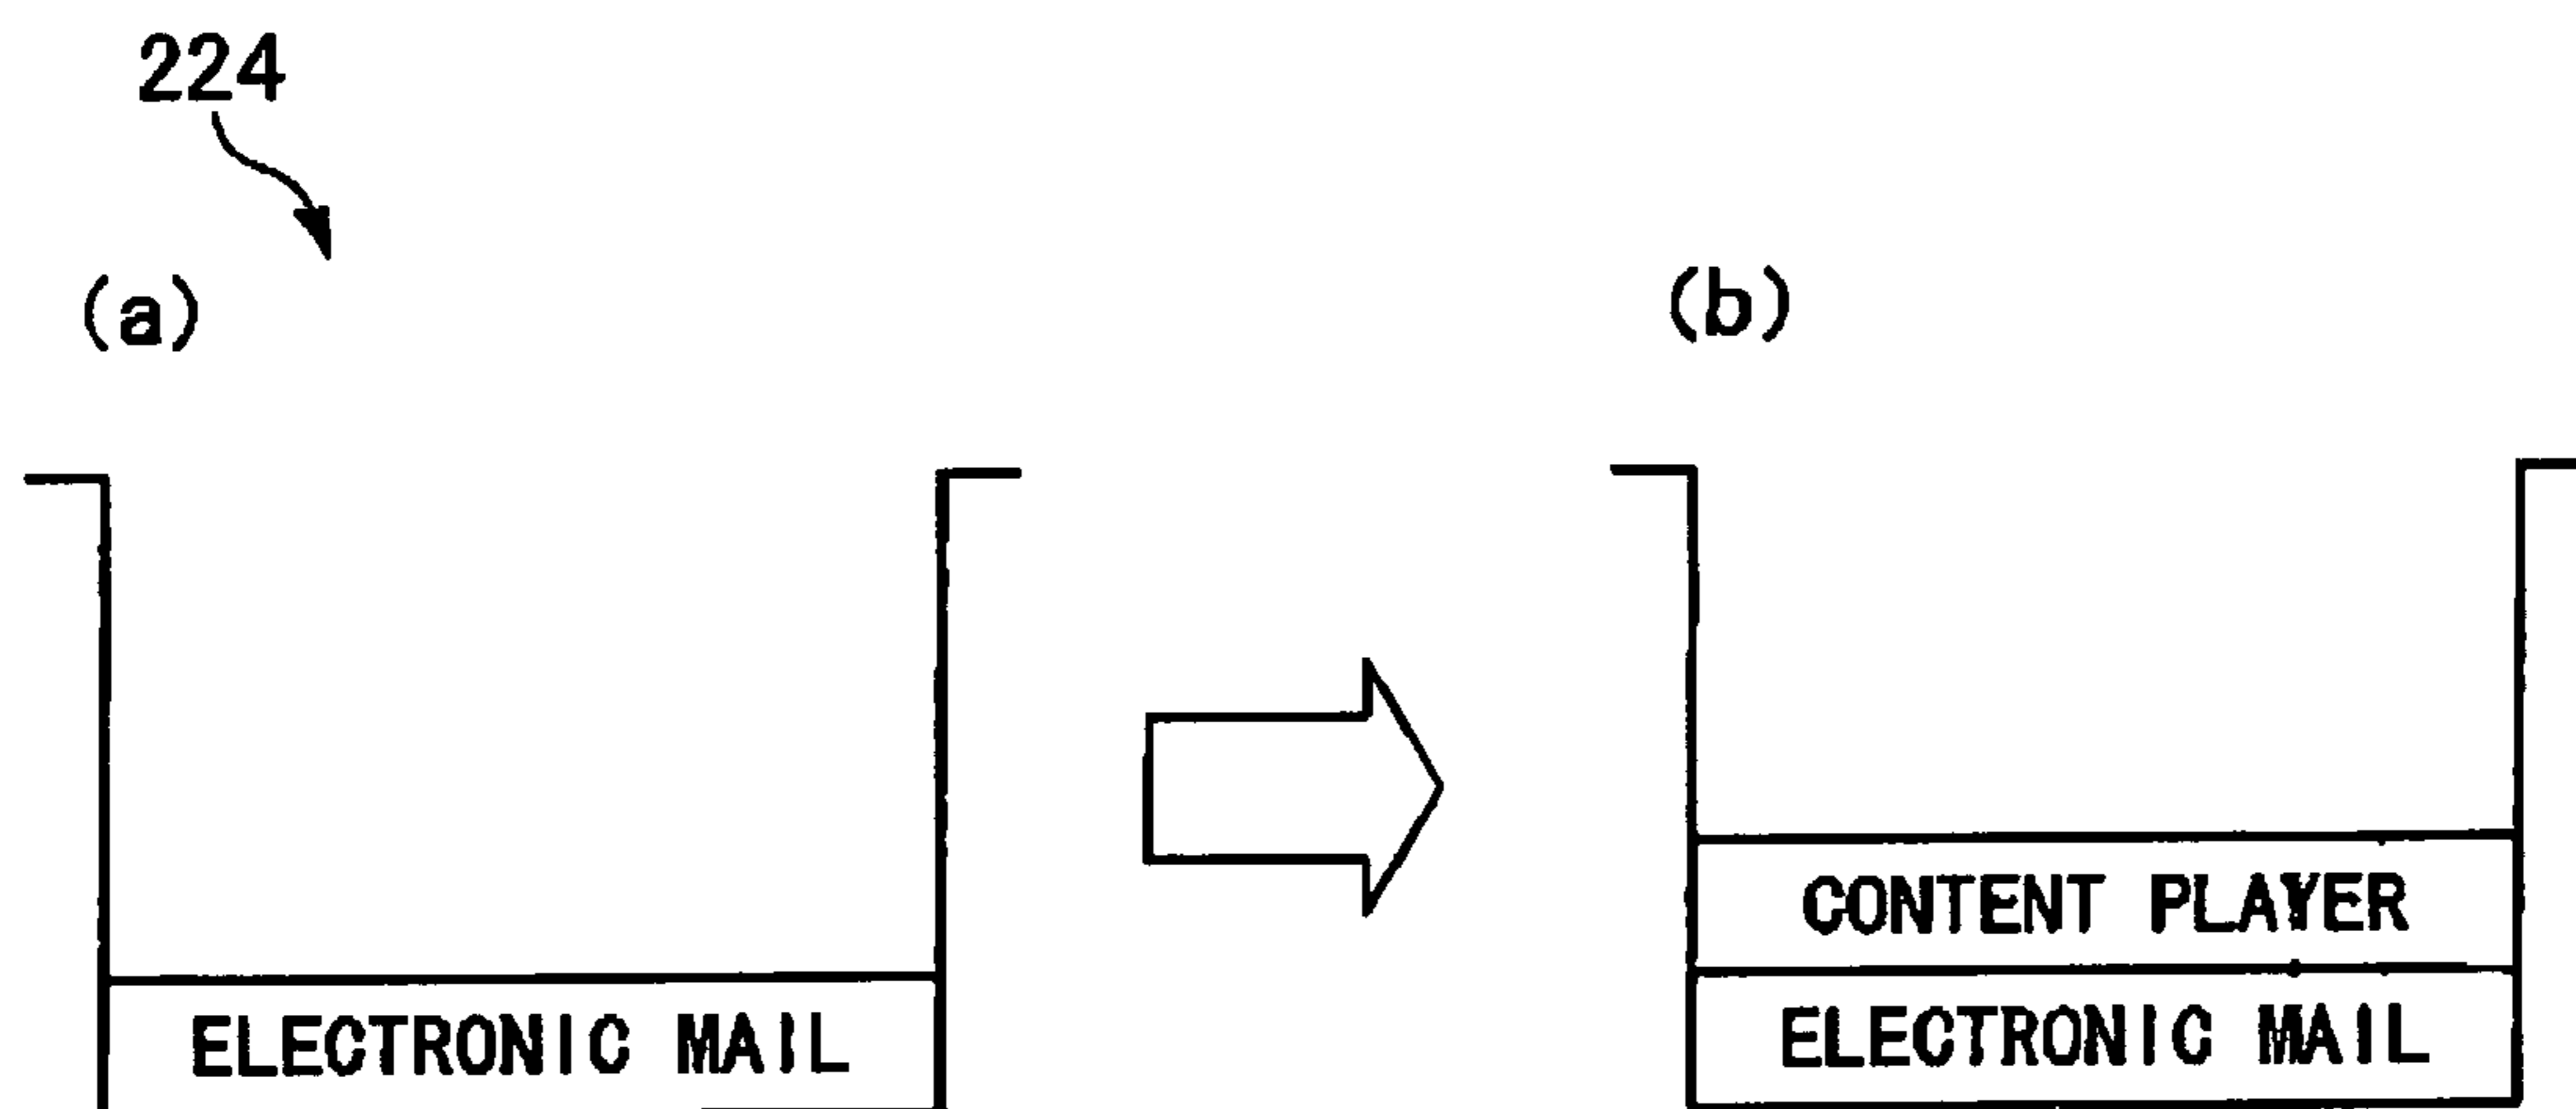 224
(a)
(b)
CONTENT PLAYER
ELECTRONIC MAIL
ELECTRONIC MAIL